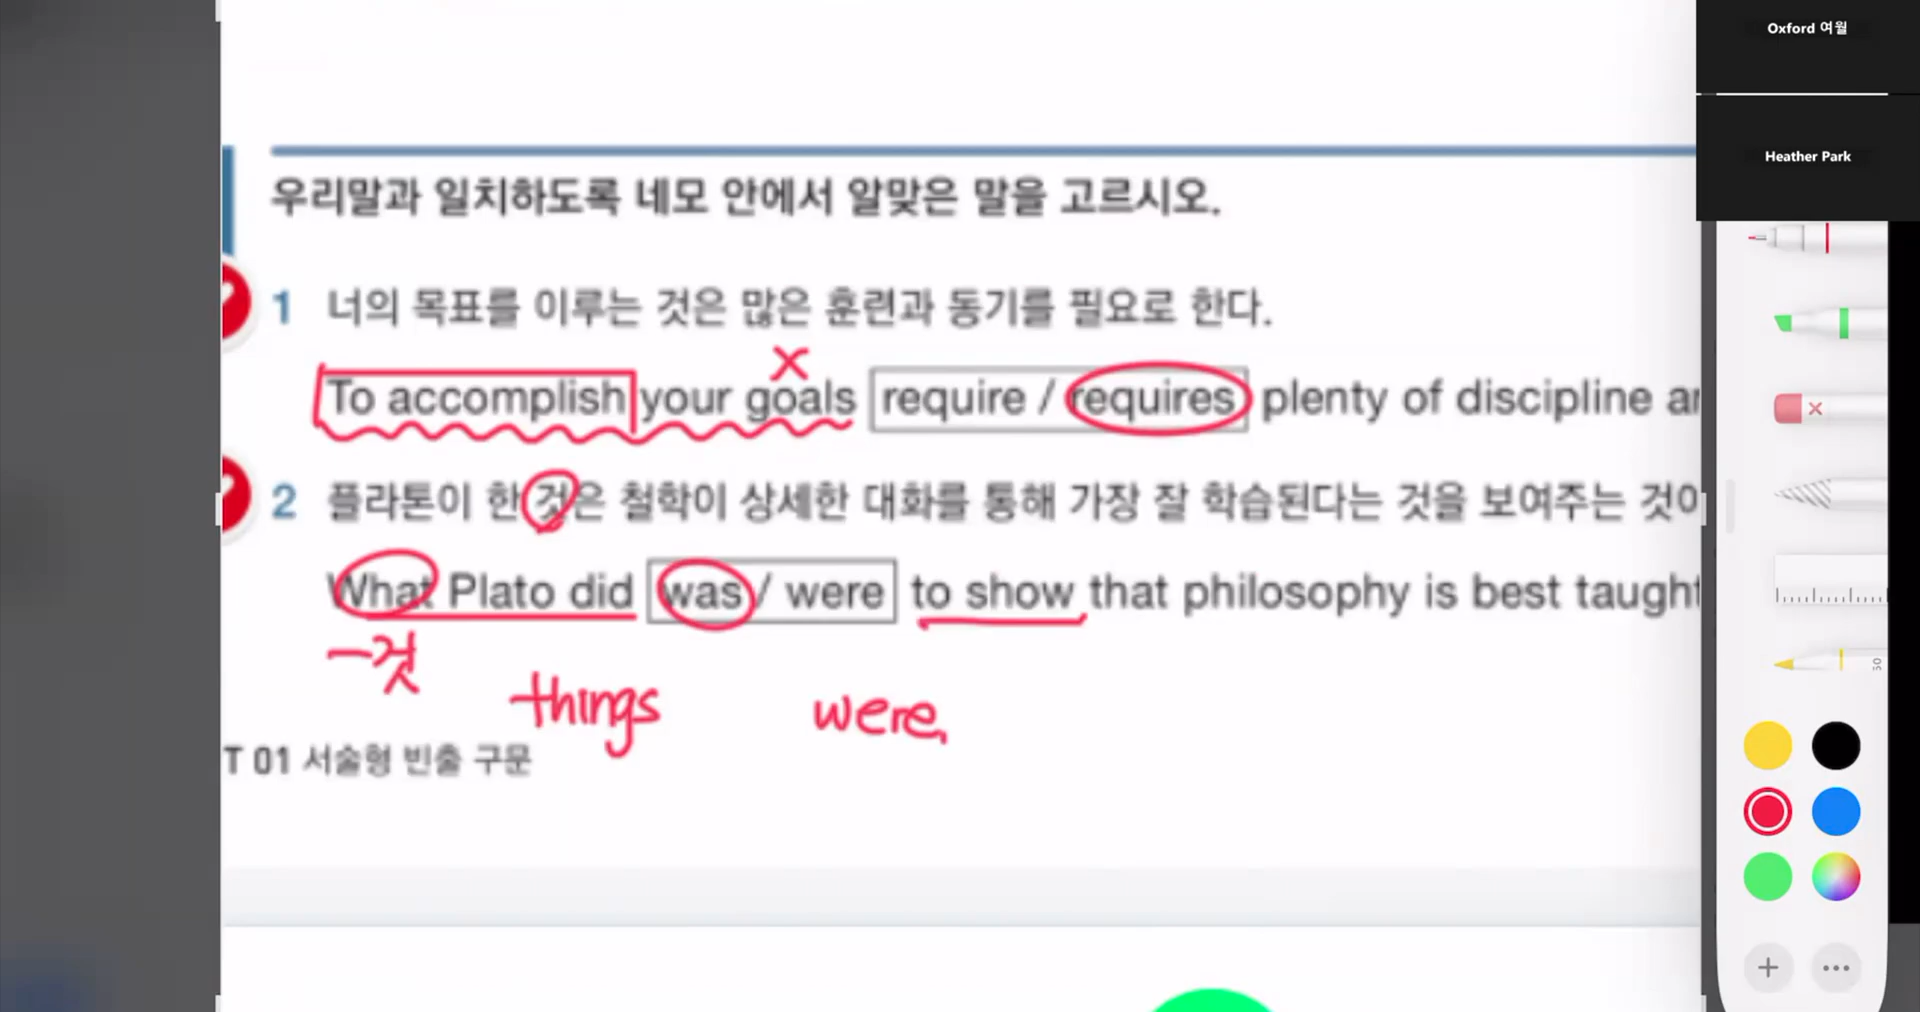 Oxford 여월
Heather Park
우리말과 일치하도록 네모 안에서 알맞은 말을 고르시오.
1 너의 목표를 이루는 것은 많은 훈련과 동기를 필요로 한다.
x
To accomplish your goals require / requires plenty of discipline
2 플라톤이 한 것은 철학이 상세한 대화를 통해 가장 잘 학습된다는 것을 보여주는 것이
What Plato did was / were to show that philosophy is best taught
-것
things were,
T 01 서술형 빈출 구문
50